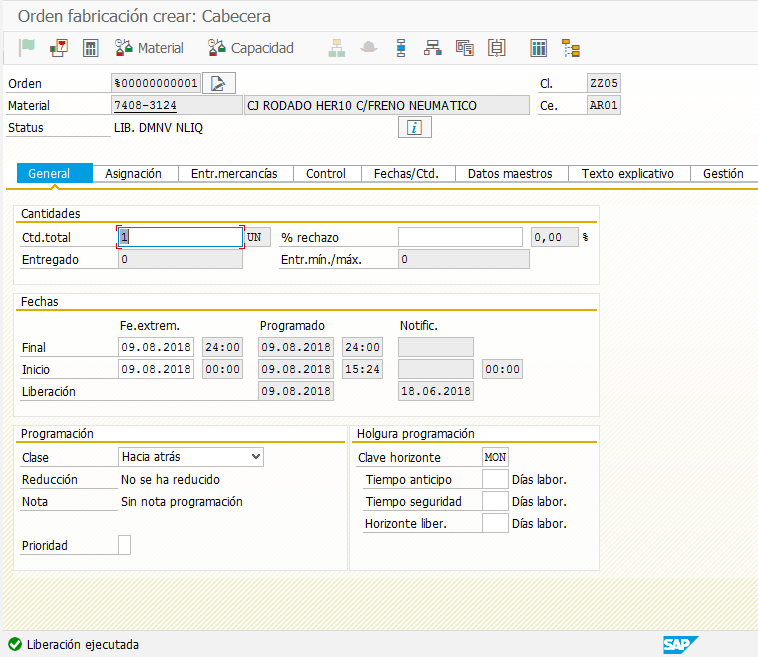 Orden fabricación crear: Cabecera
Material Capacidad
Orden %00000000001 Cl. ZZ05
Material 7408-3124 CJ RODADO HER10 C/FRENO NEUMATICO Ce. AR01
Status LIB. DMNV NLIQ
General Asignación Entr.mercancías Control Fechas/Ctd. Datos maestros Texto explicativo Gestión
Cantidades
Ctd.total 1 UN % rechazo 0,00 %
Entregado 0 Entr.mín./máx. 0
Fechas
Fe.extrem. Programado Notific.
Final 09.08.2018 24:00 09.08.2018 24:00
Inicio 09.08.2018 00:00 09.08.2018 15:24 00:00
Liberación 09.08.2018 18.06.2018
Programación Holgura programación
Clase Hacia atrás Clave horizonte MON
Reducción No se ha reducido Tiempo anticipo Días labor.
Nota Sin nota programación Tiempo seguridad Días labor.
Horizonte liber. Días labor.
Prioridad
Liberación ejecutada SAP